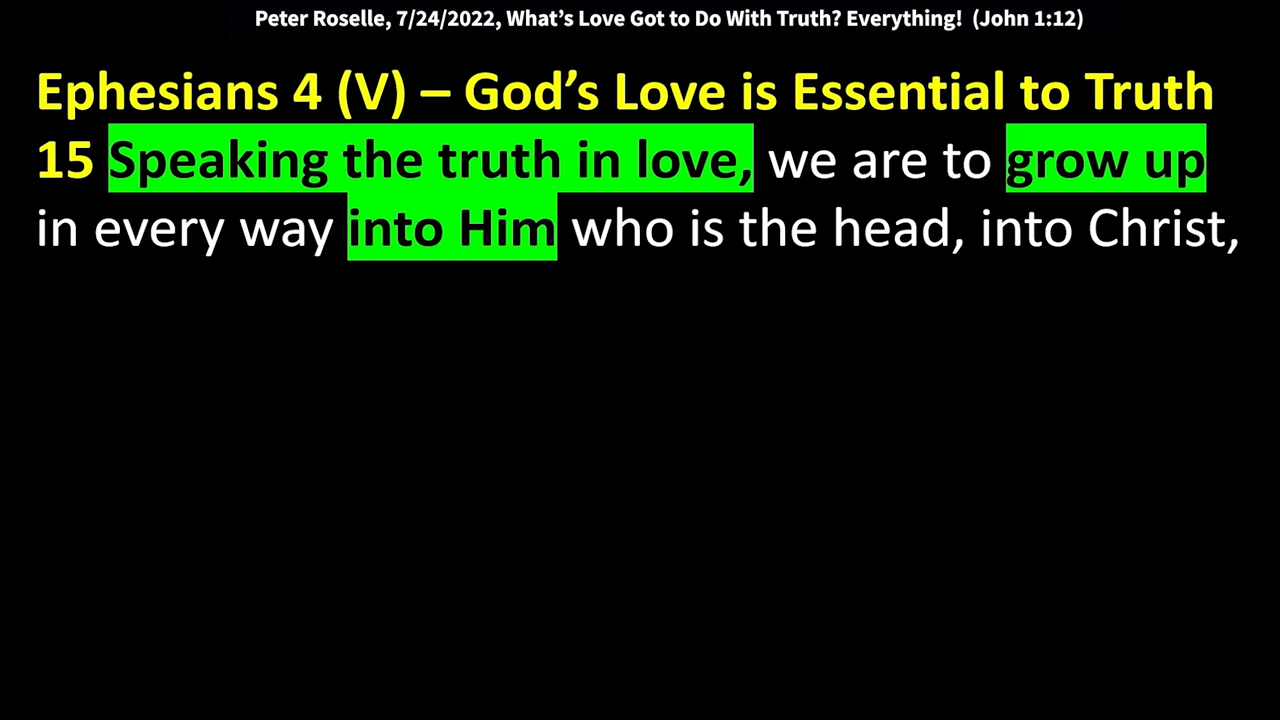 Peter Roselle, 7/24/2022, What’s Love Got to Do With Truth? Everything!  (John 1:12)
Ephesians 4 (V) – God’s Love is Essential to Truth
15 Speaking the truth in love, we are to grow up
in every way into Him who is the head, into Christ,